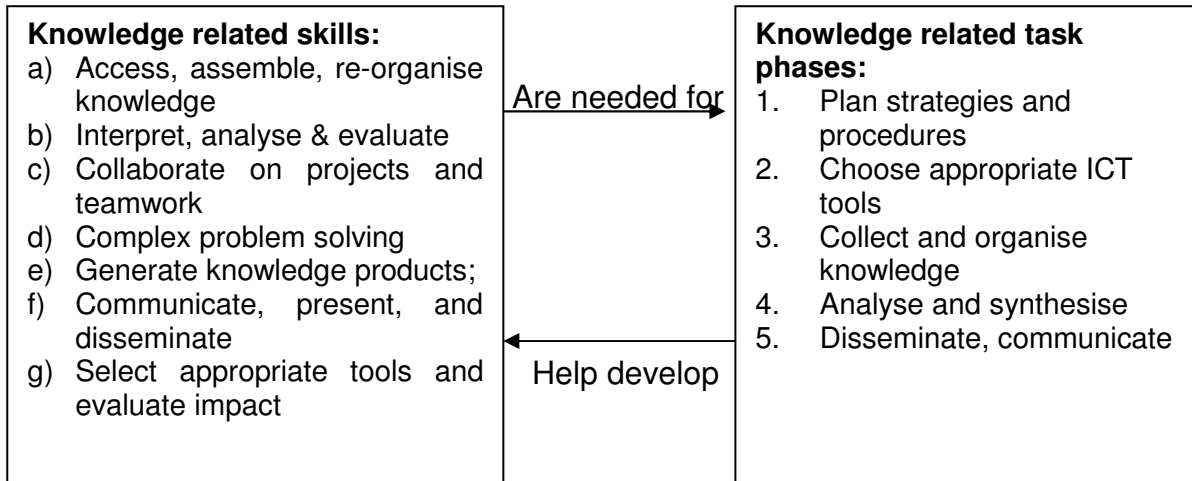 Knowledge related skills:
a) Access, assemble, re-organise
knowledge
b) Interpret, analyse & evaluate
c) Collaborate on projects and
teamwork
d) Complex problem solving
e) Generate knowledge products;
f) Communicate, present, and
disseminate
g) Select appropriate tools and
evaluate impact
Are needed for
Help develop
Knowledge related task
phases:
1. Plan strategies and
procedures
2. Choose appropriate ICT
tools
3. Collect and organise
knowledge
4. Analyse and synthesise
5. Disseminate, communicate